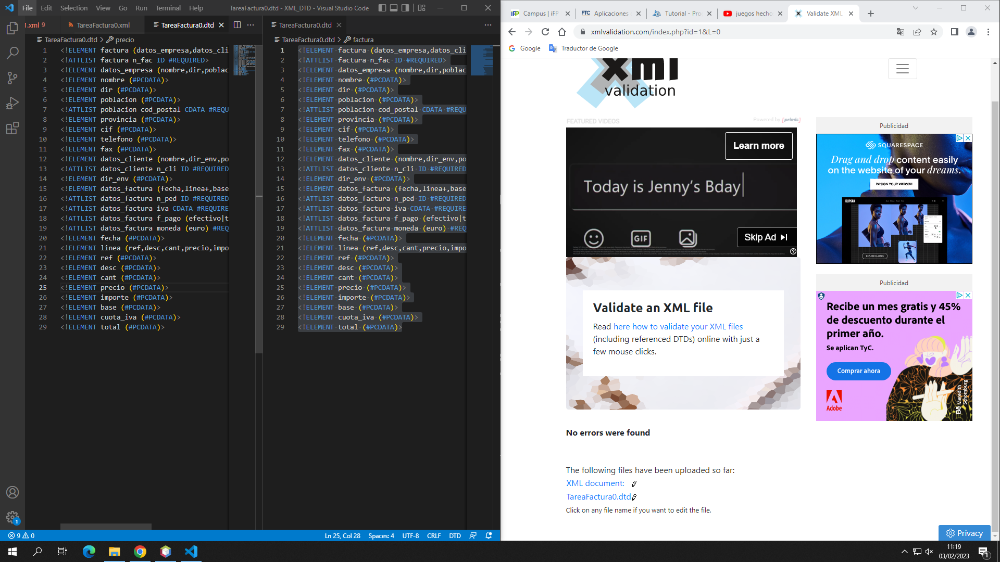 File Edit Selection View Go Run Terminal Help TareaFactura0.dtd - XML_DTD - Visual Studio Code
1.xml 9 TareaFactura0.xml TareaFactura0.dtd
TareaFactura0.dtd > precio
1 <!ELEMENT factura (datos_empresa,datos_cli
2 <!ATTLIST factura n_fac ID #REQUIRED>
3 <!ELEMENT datos_empresa (nombre,dir,poblac
4 <!ELEMENT nombre (#PCDATA)>
5 <!ELEMENT dir (#PCDATA)>
6 <!ELEMENT poblacion (#PCDATA)>
7 <!ATTLIST poblacion cod_postal CDATA #REQU
8 <!ELEMENT provincia (#PCDATA)>
9 <!ELEMENT cif (#PCDATA)>
10 <!ELEMENT telefono (#PCDATA)>
11 <!ELEMENT fax (#PCDATA)>
12 <!ELEMENT datos_cliente (nombre,dir_env,po
13 <!ATTLIST datos_cliente n_cli ID #REQUIRED
14 <!ELEMENT dir_env (#PCDATA)>
15 <!ELEMENT datos_factura (fecha,linea+,base
16 <!ATTLIST datos_factura n_ped ID #REQUIRED
17 <!ATTLIST datos_factura iva CDATA #REQUIRE
18 <!ATTLIST datos_factura f_pago (efectivo|t
19 <!ATTLIST datos_factura moneda (euro) #REQ
20 <!ELEMENT fecha (#PCDATA)>
21 <!ELEMENT linea (ref,desc,cant,precio,impo
22 <!ELEMENT ref (#PCDATA)>
23 <!ELEMENT desc (#PCDATA)>
24 <!ELEMENT cant (#PCDATA)>
25 <!ELEMENT precio (#PCDATA)>
26 <!ELEMENT importe (#PCDATA)>
27 <!ELEMENT base (#PCDATA)>
28 <!ELEMENT cuota_iva (#PCDATA)>
29 <!ELEMENT total (#PCDATA)>
TareaFactura0.dtd
TareaFactura0.dtd > factura
1 <!ELEMENT factura (datos_empresa,datos_cli
2 <!ATTLIST factura n_fac ID #REQUIRED>
3 <!ELEMENT datos_empresa (nombre,dir,poblac
4 <!ELEMENT nombre (#PCDATA)>
5 <!ELEMENT dir (#PCDATA)>
6 <!ELEMENT poblacion (#PCDATA)>
7 <!ATTLIST poblacion cod_postal CDATA #REQU
8 <!ELEMENT provincia (#PCDATA)>
9 <!ELEMENT cif (#PCDATA)>
10 <!ELEMENT telefono (#PCDATA)>
11 <!ELEMENT fax (#PCDATA)>
12 <!ELEMENT datos_cliente (nombre,dir_env,po
13 <!ATTLIST datos_cliente n_cli ID #REQUIRED
14 <!ELEMENT dir_env (#PCDATA)>
15 <!ELEMENT datos_factura (fecha,linea+,base
16 <!ATTLIST datos_factura n_ped ID #REQUIRED
17 <!ATTLIST datos_factura iva CDATA #REQUIRE
18 <!ATTLIST datos_factura f_pago (efectivo|t
19 <!ATTLIST datos_factura moneda (euro) #REQ
20 <!ELEMENT fecha (#PCDATA)>
21 <!ELEMENT linea (ref,desc,cant,precio,impo
22 <!ELEMENT ref (#PCDATA)>
23 <!ELEMENT desc (#PCDATA)>
24 <!ELEMENT cant (#PCDATA)>
25 <!ELEMENT precio (#PCDATA)>
26 <!ELEMENT importe (#PCDATA)>
27 <!ELEMENT base (#PCDATA)>
28 <!ELEMENT cuota_iva (#PCDATA)>
29 <!ELEMENT total (#PCDATA)>
1
9 0 Ln 25, Col 28 Spaces: 4 UTF-8 CRLF DTD
iFP Campus | iFP FTC Aplicaciones Tutorial - Pro juegos hecho Validate XML
xmlvalidation.com/index.php?id=1&L=0
Google Traductor de Google
xml
validation
FEATURED VIDEOS Powered by [primis]
Learn more
Today is Jenny's Bday
GIF
Skip Ad
Validate an XML file
Read here how to validate your XML files
(including referenced DTDs) online with just a
few mouse clicks.
No errors were found
The following files have been uploaded so far:
XML document:
TareaFactura0.dtd
Click on any file name if you want to edit the file.
Publicidad
SQUARESPACE
Drag and drop content easily
on the website of your dreams.
DESIGN YOUR WEBSITE
KLIPSAN
EXPLORE CLASSES
Publicidad
Recibe un mes gratis y 45%
de descuento durante el
primer año.
Se aplican TyC.
Comprar ahora
Adobe
Bē Meredith
Schomburg
Privacy
11:19
03/02/2023
1